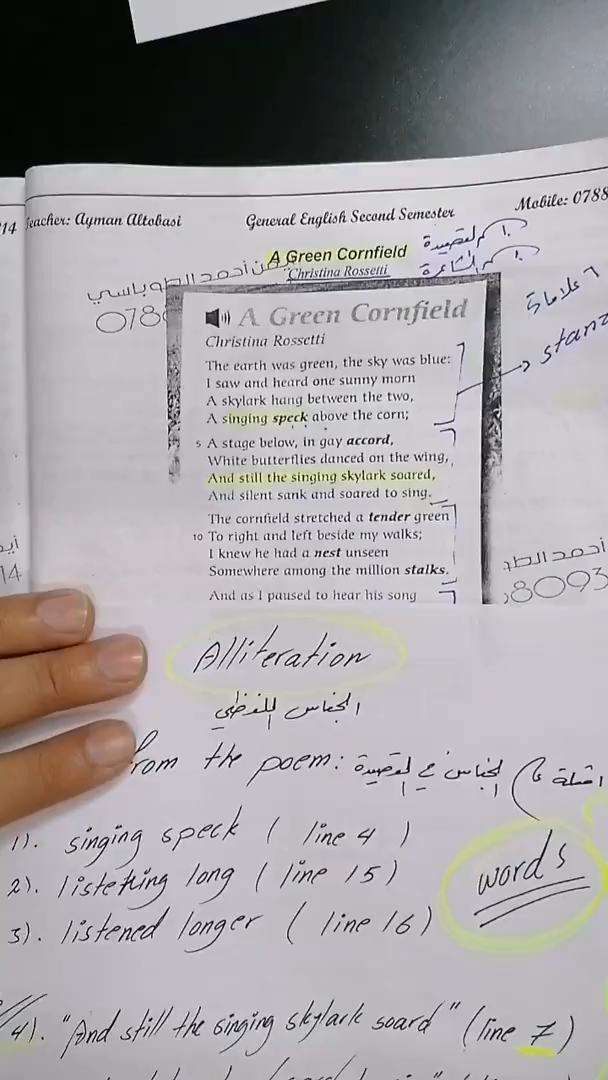 14 Teacher: Ayman Altobasi General English Second Semester Mobile: 0788
A Green Cornfield
Christina Rossetti
A Green Cornfield
Christina Rossetti
The earth was green, the sky was blue:
I saw and heard one sunny morn
A skylark hang between the two,
A singing speck above the corn;
5 A stage below, in gay accord,
White butterflies danced on the wing,
And still the singing skylark soared,
And silent sank and soared to sing.
The cornfield stretched a tender green
10 To right and left beside my walks;
I knew he had a nest unseen
Somewhere among the million stalks.
And as I paused to hear his song
Alliteration
الجناس اللفظي
from the poem: امثلة الجناس في القصيدة
1). singing speck ( line 4 )
2). listening long ( line 15 )
3). listened longer ( line 16 )
words
4). "And still the singing skylark soard" (line 7)